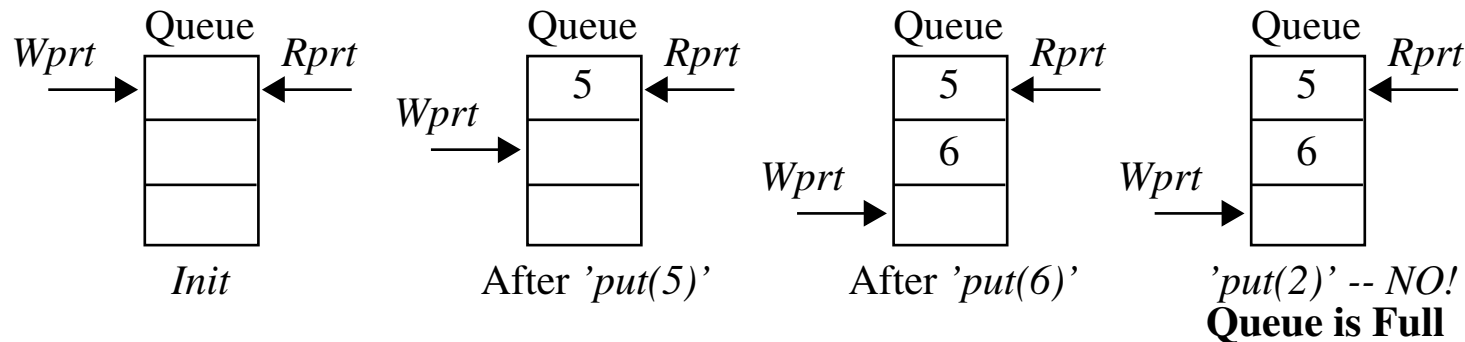 Queue Queue Queue Queue
Wprt Rprt Rprt Rprt Rprt
5 5 5
Wprt
6 6
Wprt Wprt
Init After 'put(5)' After 'put(6)' 'put(2)' -- NO!
Queue is Full